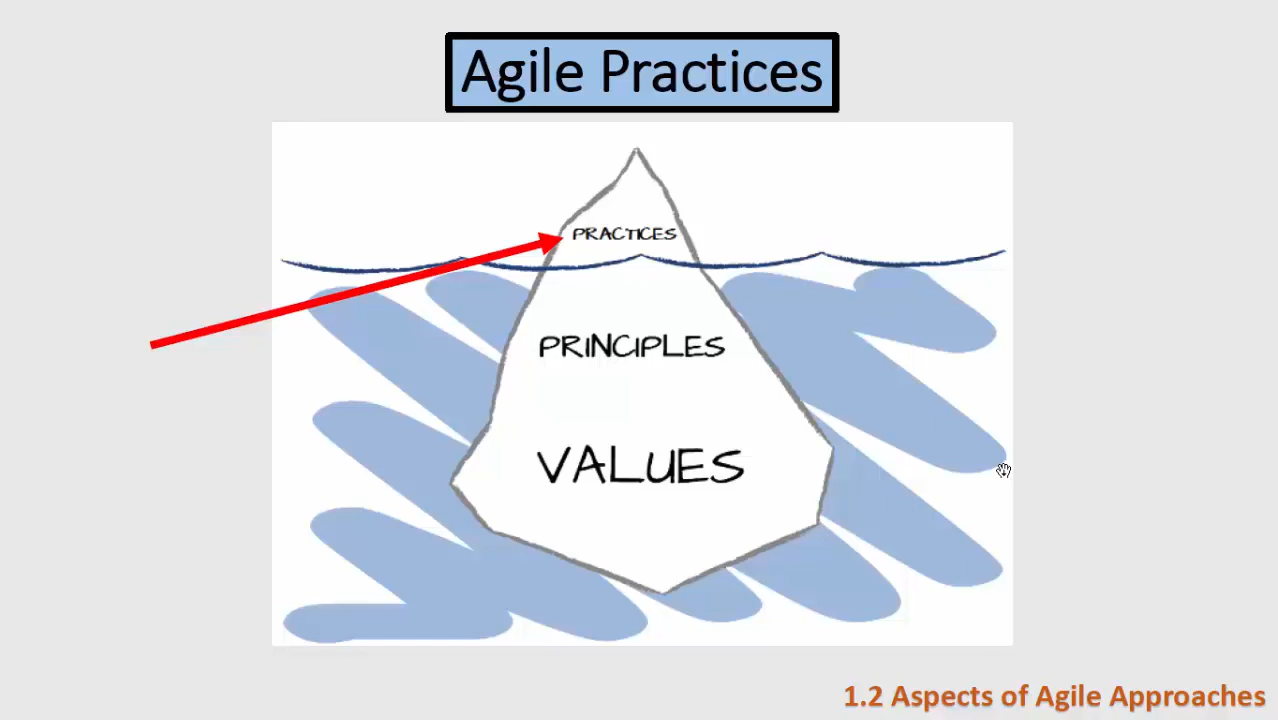 Agile Practices
PRACTICES
PRINCIPLES
VALUES
1.2 Aspects of Agile Approaches